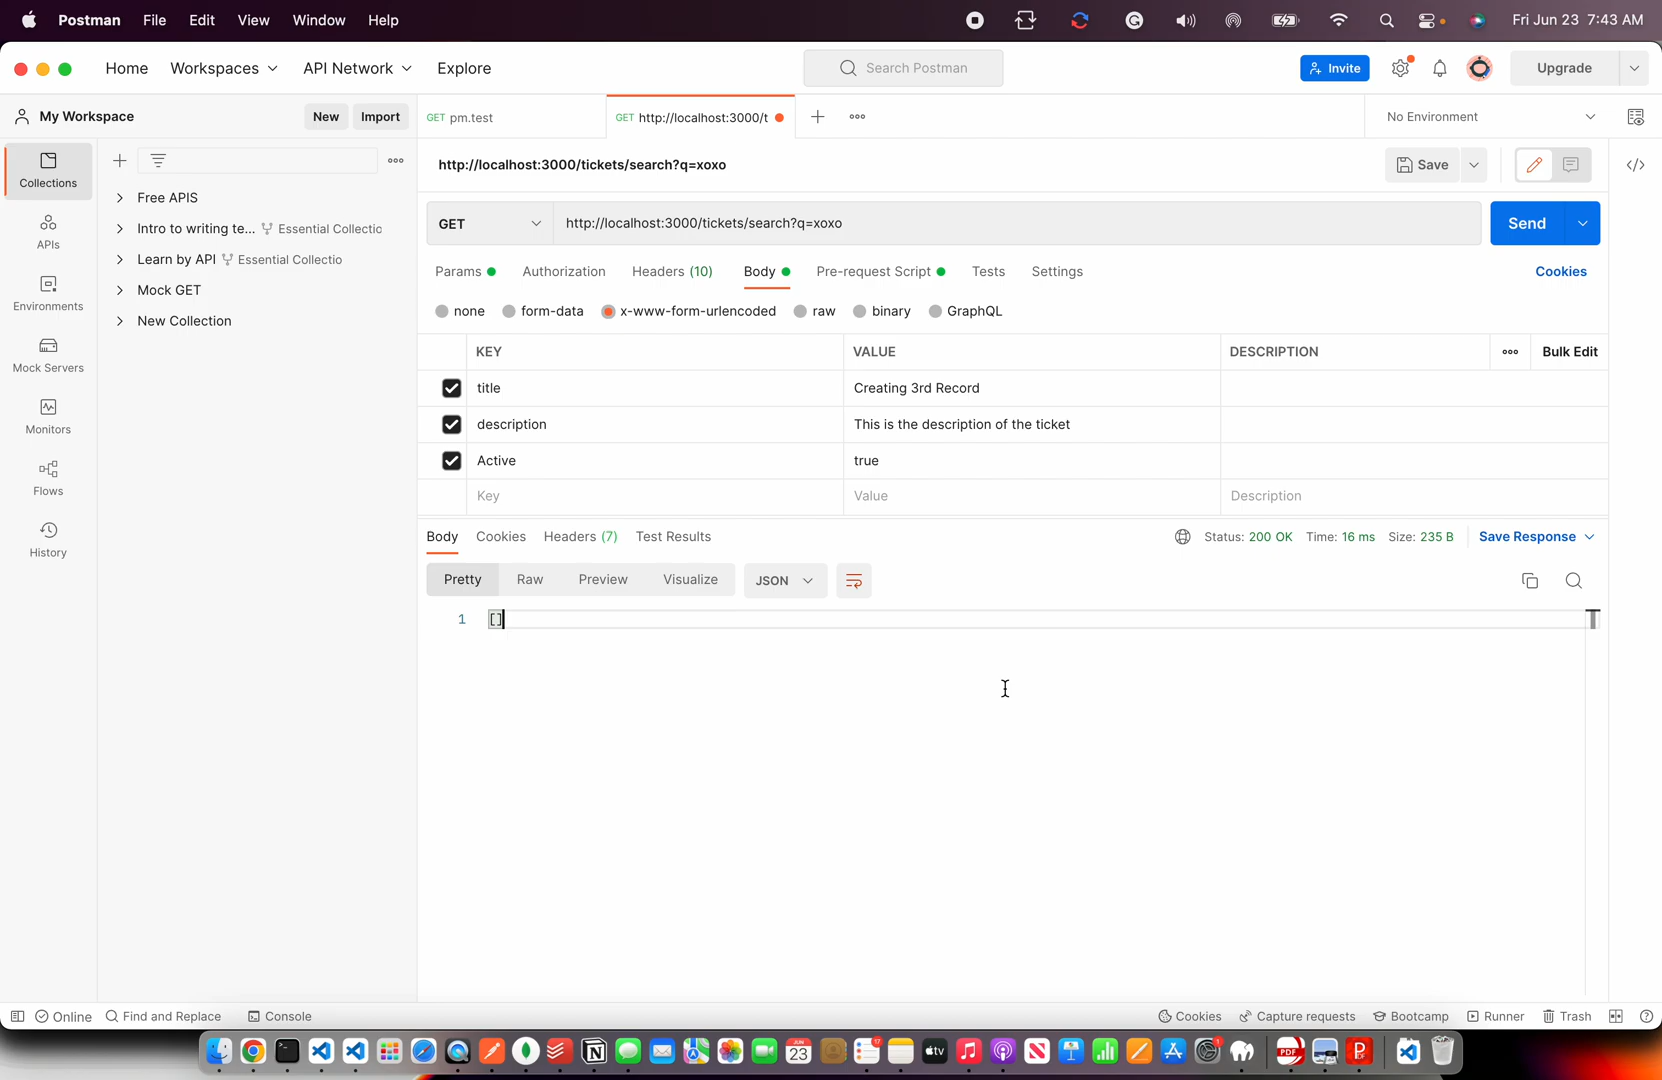 Postman File Edit View Window Help Fri Jun 23 7:43 AM
Home Workspaces API Network Explore Search Postman Invite Upgrade
My Workspace New Import GET pm.test GET http://localhost:3000/t No Environment
http://localhost:3000/tickets/search?q=xoxo Save
Collections
Free APIS
Intro to writing te... Essential Collectic
Learn by API Essential Collectio
Mock GET
New Collection
APIs
Environments
Mock Servers
Monitors
Flows
History
GET http://localhost:3000/tickets/search?q=xoxo Send
Params Authorization Headers (10) Body Pre-request Script Tests Settings Cookies
none form-data x-www-form-urlencoded raw binary GraphQL
KEY VALUE DESCRIPTION Bulk Edit
title Creating 3rd Record
description This is the description of the ticket
Active true
Key Value Description
Body Cookies Headers (7) Test Results Status: 200 OK Time: 16 ms Size: 235 B Save Response
Pretty Raw Preview Visualize JSON
1 []
Online Find and Replace Console Cookies Capture requests Bootcamp Runner Trash
JUN
23
17
tv
1
PDF